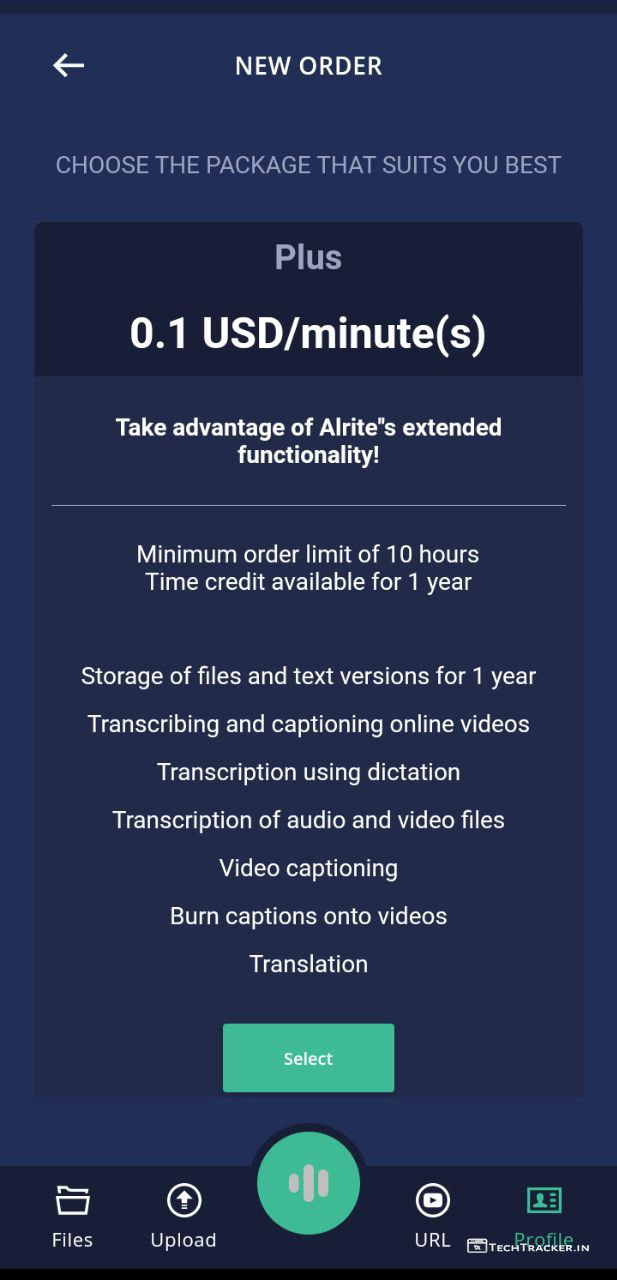 NEW ORDER
CHOOSE THE PACKAGE THAT SUITS YOU BEST
Plus
0.1 USD/minute(s)
Take advantage of Alrite"s extended
functionality!
Minimum order limit of 10 hours
Time credit available for 1 year
Storage of files and text versions for 1 year
Transcribing and captioning online videos
Transcription using dictation
Transcription of audio and video files
Video captioning
Burn captions onto videos
Translation
Select
Files Upload URL Profile
TECHTRACKER.IN